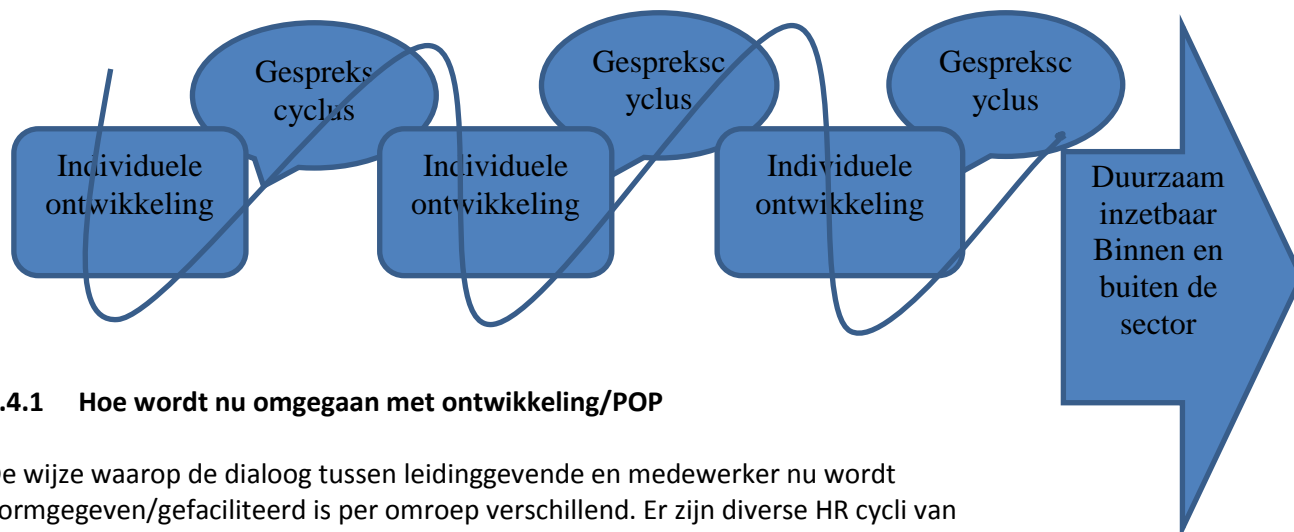 Gespreks
cyclus
Gespreksc
yclus
Gespreksc
yclus
Individuele
ontwikkeling
Individuele
ontwikkeling
Individuele
ontwikkeling
Duurzaam
inzetbaar
Binnen en
buiten de
sector
.4.1 Hoe wordt nu omgegaan met ontwikkeling/POP
e wijze waarop de dialoog tussen leidinggevende en medewerker nu wordt
ormgegeven/gefaciliteerd is per omroep verschillend. Er zijn diverse HR cycli van